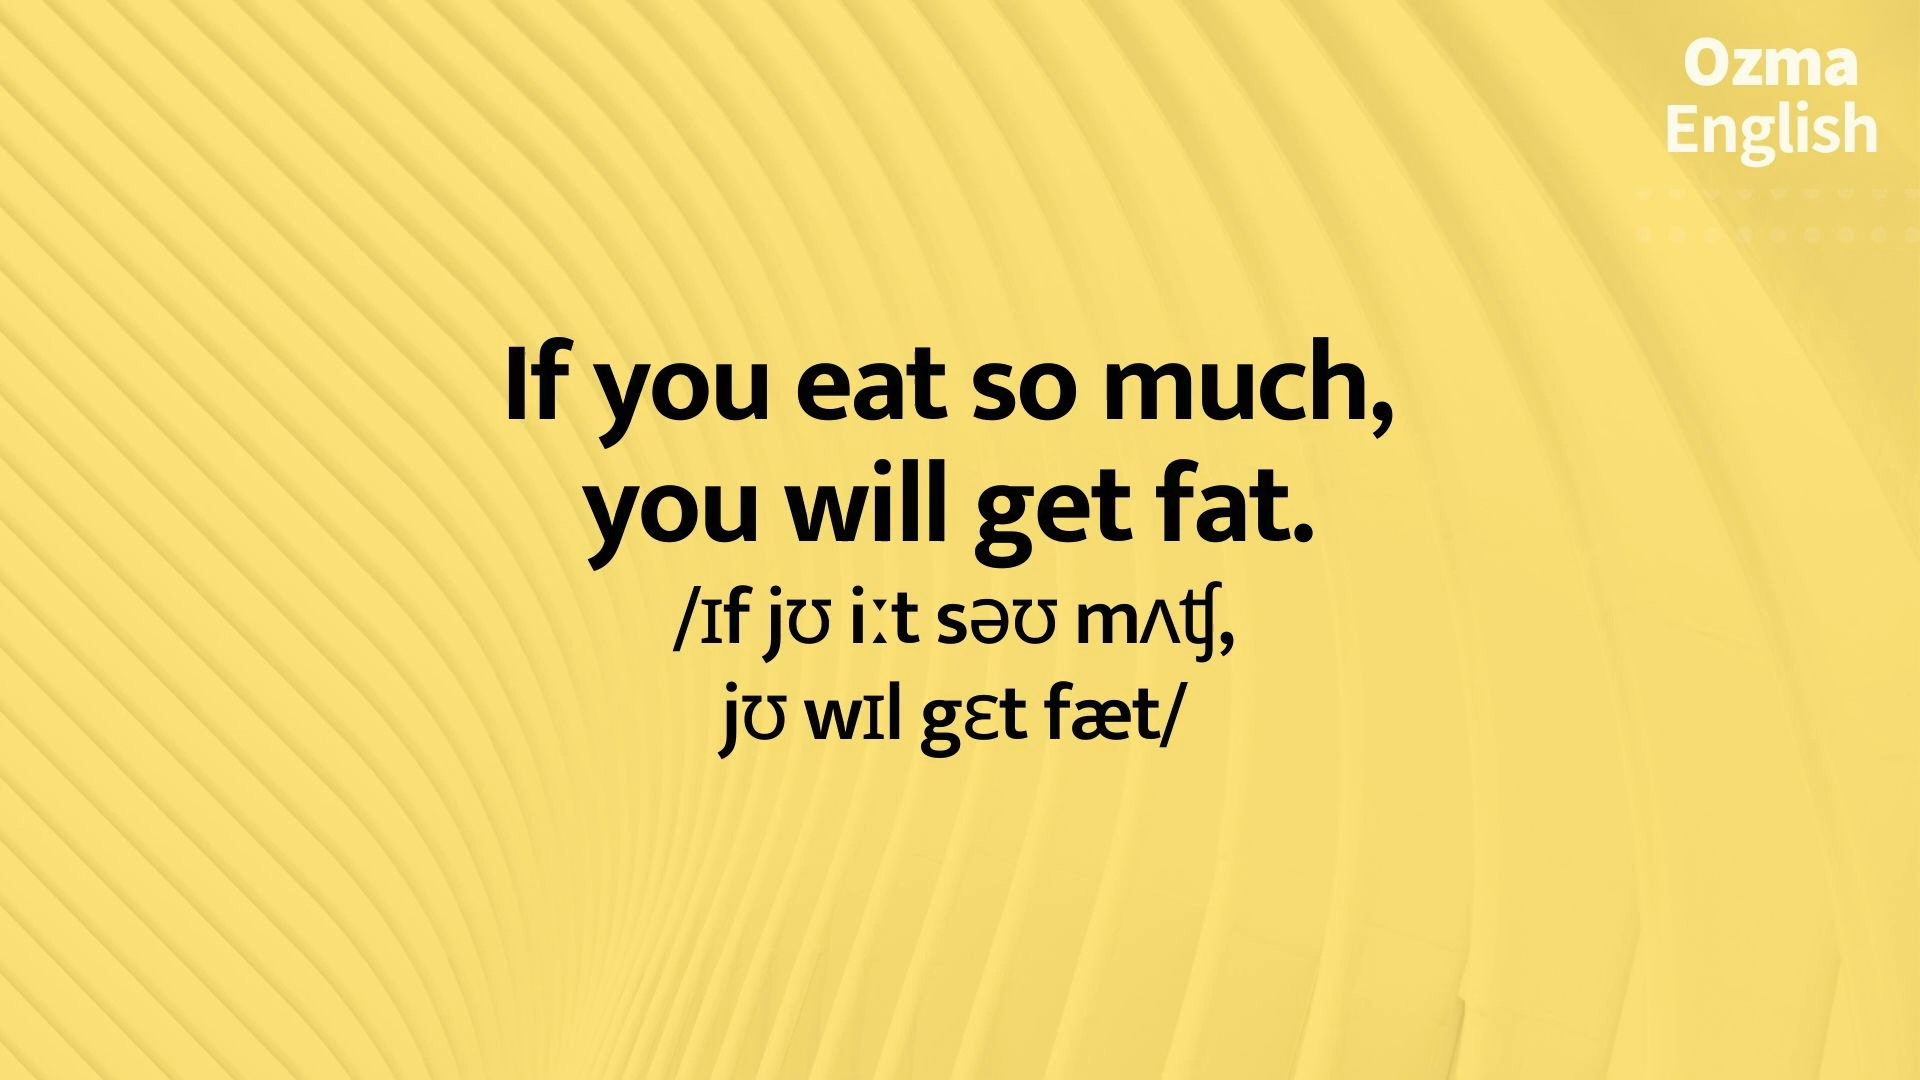 Ozma
English
If you eat so much,
you will get fat.
/ɪf jʊ iːt səʊ mʌʧ,
jʊ wɪl gɛt fæt/